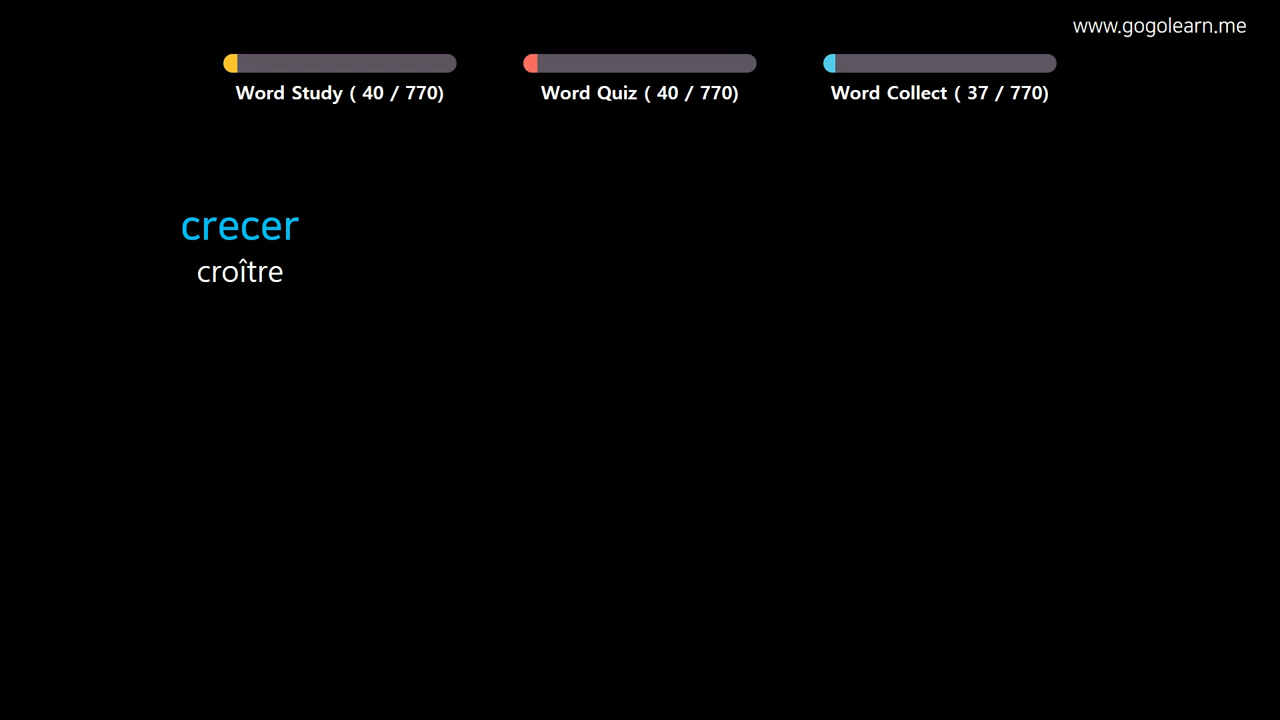 www.gogolearn.me
Word Study ( 40 / 770)
Word Quiz ( 40 / 770)
Word Collect ( 37 / 770)
crecer
croître